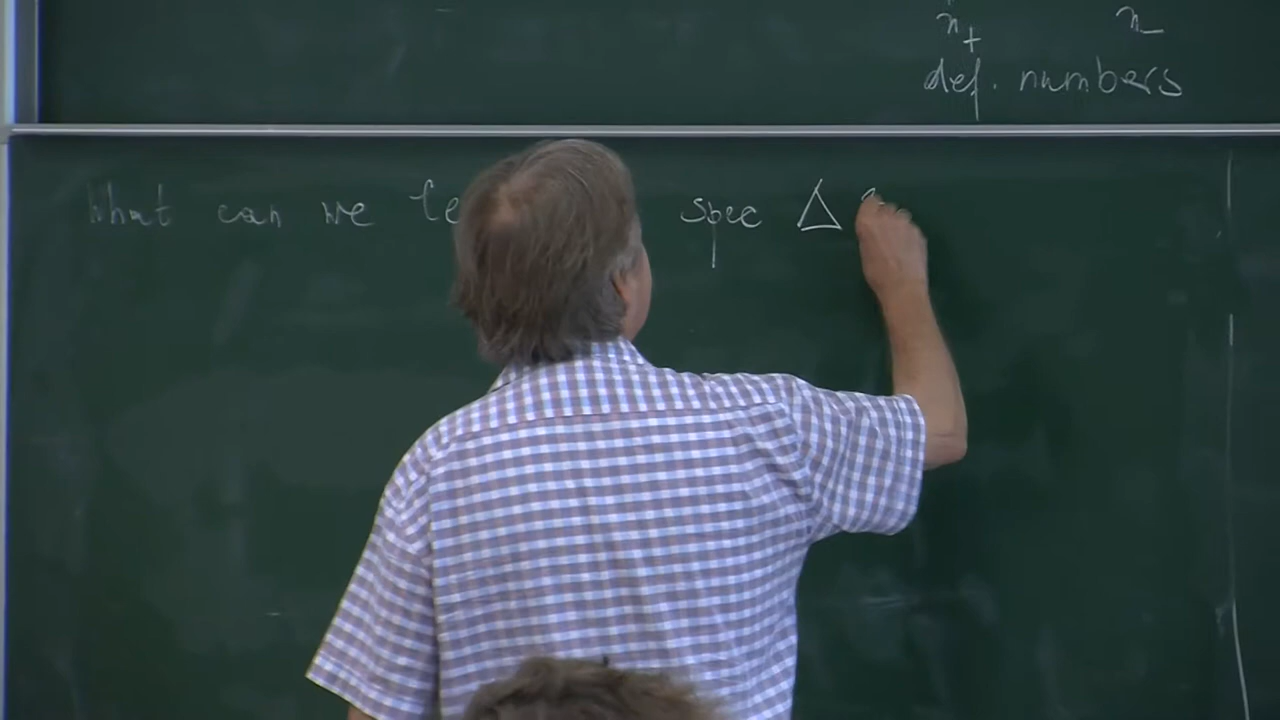 n₊ n₋
def. numbers
What can we le spec Δ